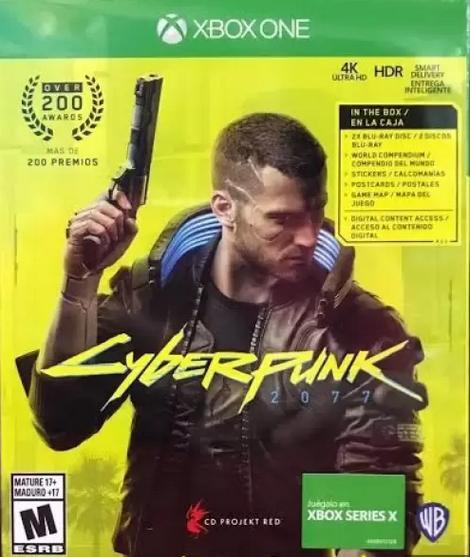 XBOX ONE
4K
ULTRA HD
HDR
SMART
DELIVERY
ENTREGA
INTELIGENTE
OVER
200
AWARDS
MÁS DE
200 PREMIOS
IN THE BOX /
EN LA CAJA
2X BLU-RAY DISC / 2 DISCOS
BLU-RAY
WORLD COMPENDIUM /
COMPENDIO DEL MUNDO
STICKERS / CALCOMANÍAS
POSTCARDS / POSTALES
GAME MAP / MAPA DEL
JUEGO
DIGITAL CONTENT ACCESS /
ACCESO AL CONTENIDO
DIGITAL
Cyberpunk
2077
MATURE 17+
MADURO +17
M
ESRB
CD PROJEKT RED
Juégalo en
XBOX SERIES X
WB